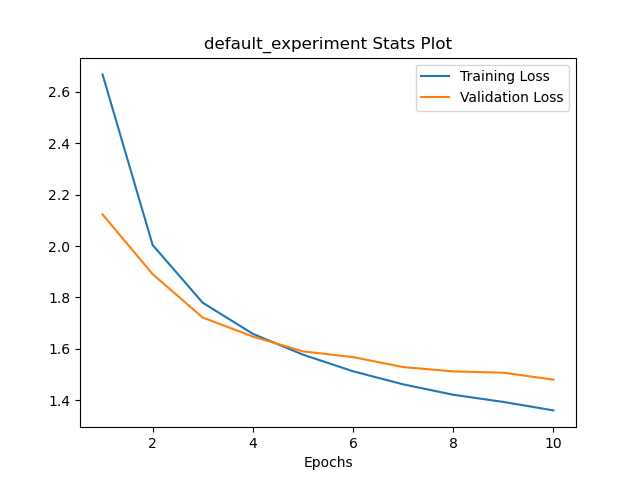 default_experiment Stats Plot
Training Loss
Validation Loss
2.6
2.4
2.2
2.0
1.8
1.6
1.4
2 4 6 8 10
Epochs